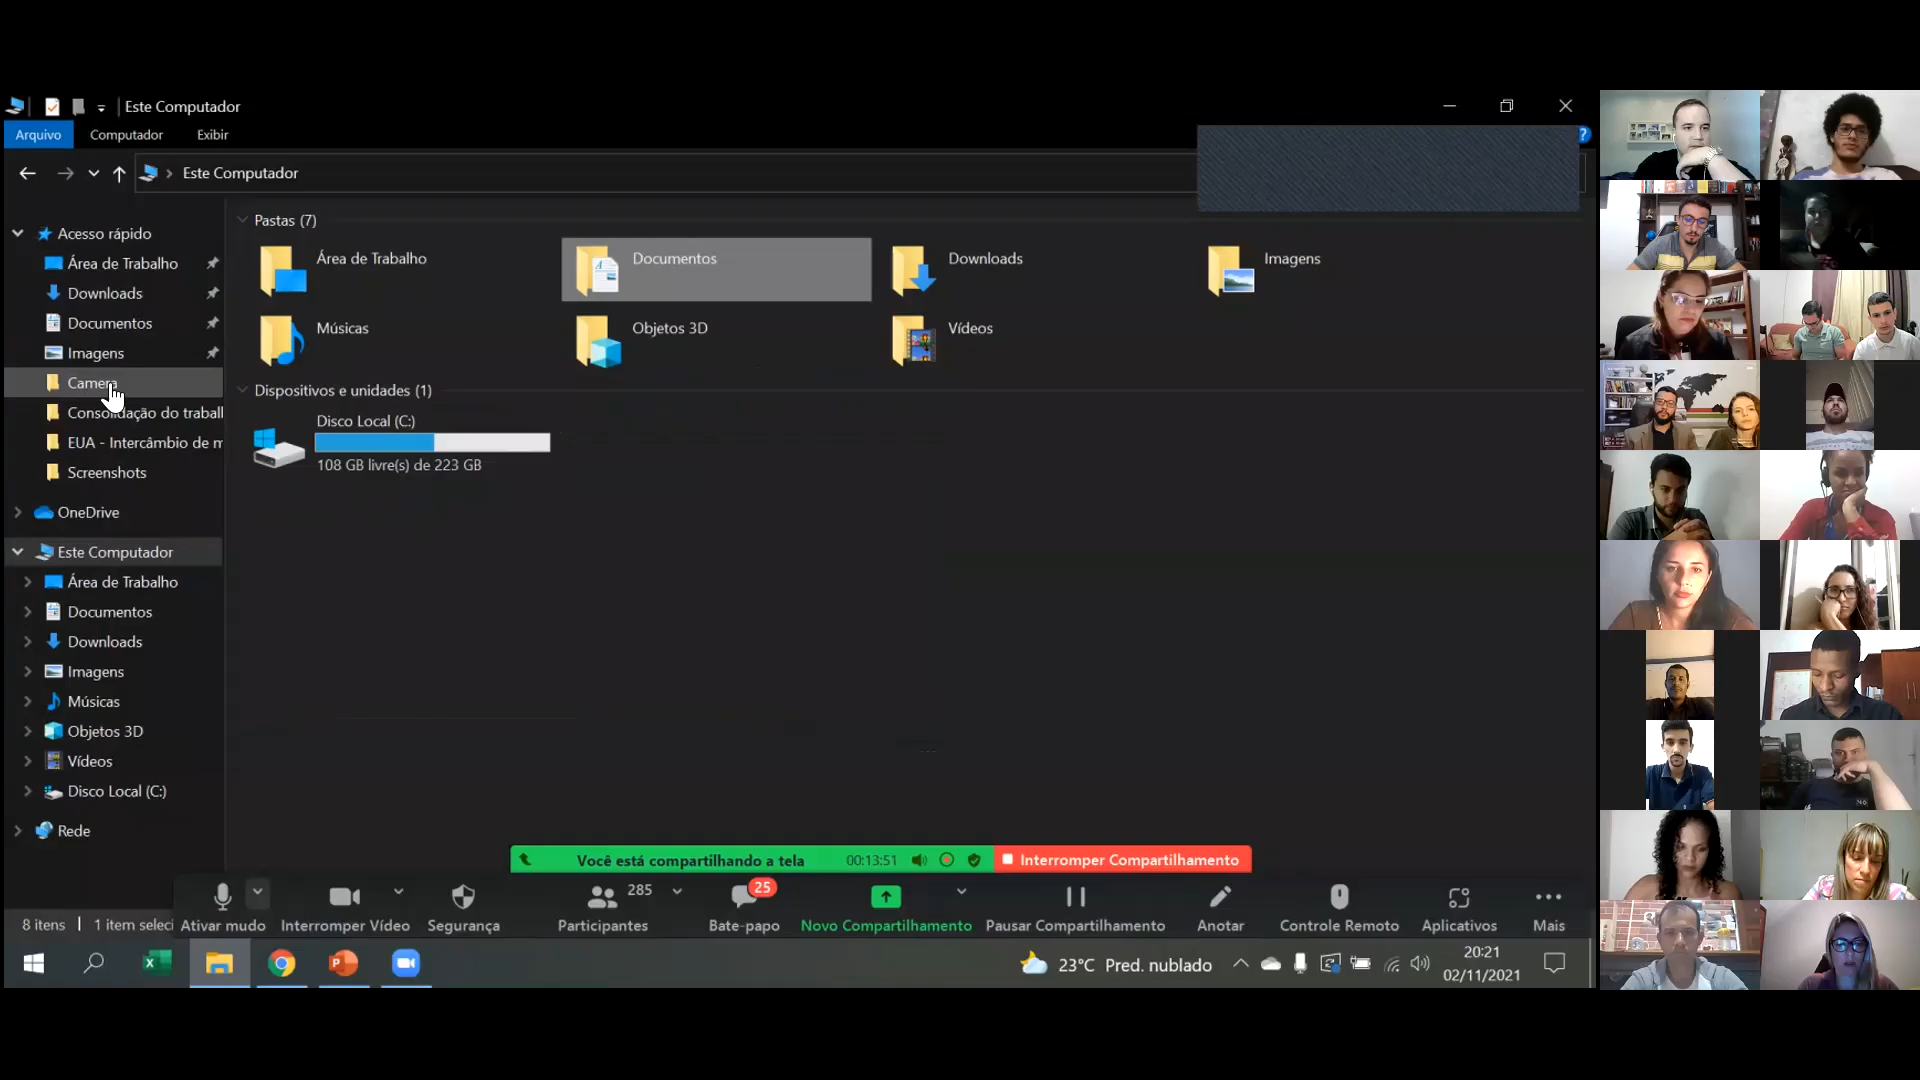 Este Computador
Arquivo
Computador
Exibir
Este Computador
Acesso rápido
Área de Trabalho
Downloads
Documentos
Imagens
Camera
Consolidação do traball
EUA - Intercâmbio de m
Screenshots
OneDrive
Este Computador
Área de Trabalho
Documentos
Downloads
Imagens
Músicas
Objetos 3D
Vídeos
Disco Local (C:)
Rede
Pastas (7)
Área de Trabalho
Documentos
Downloads
Imagens
Músicas
Objetos 3D
Vídeos
Dispositivos e unidades (1)
Disco Local (C:)
108 GB livre(s) de 223 GB
Você está compartilhando a tela
00:13:51
Interromper Compartilhamento
8 itens
1 item seleci
Ativar mudo
Interromper Vídeo
Segurança
285
Participantes
25
Bate-papo
Novo Compartilhamento
Pausar Compartilhamento
Anotar
Controle Remoto
Aplicativos
Mais
23°C Pred. nublado
20:21
02/11/2021